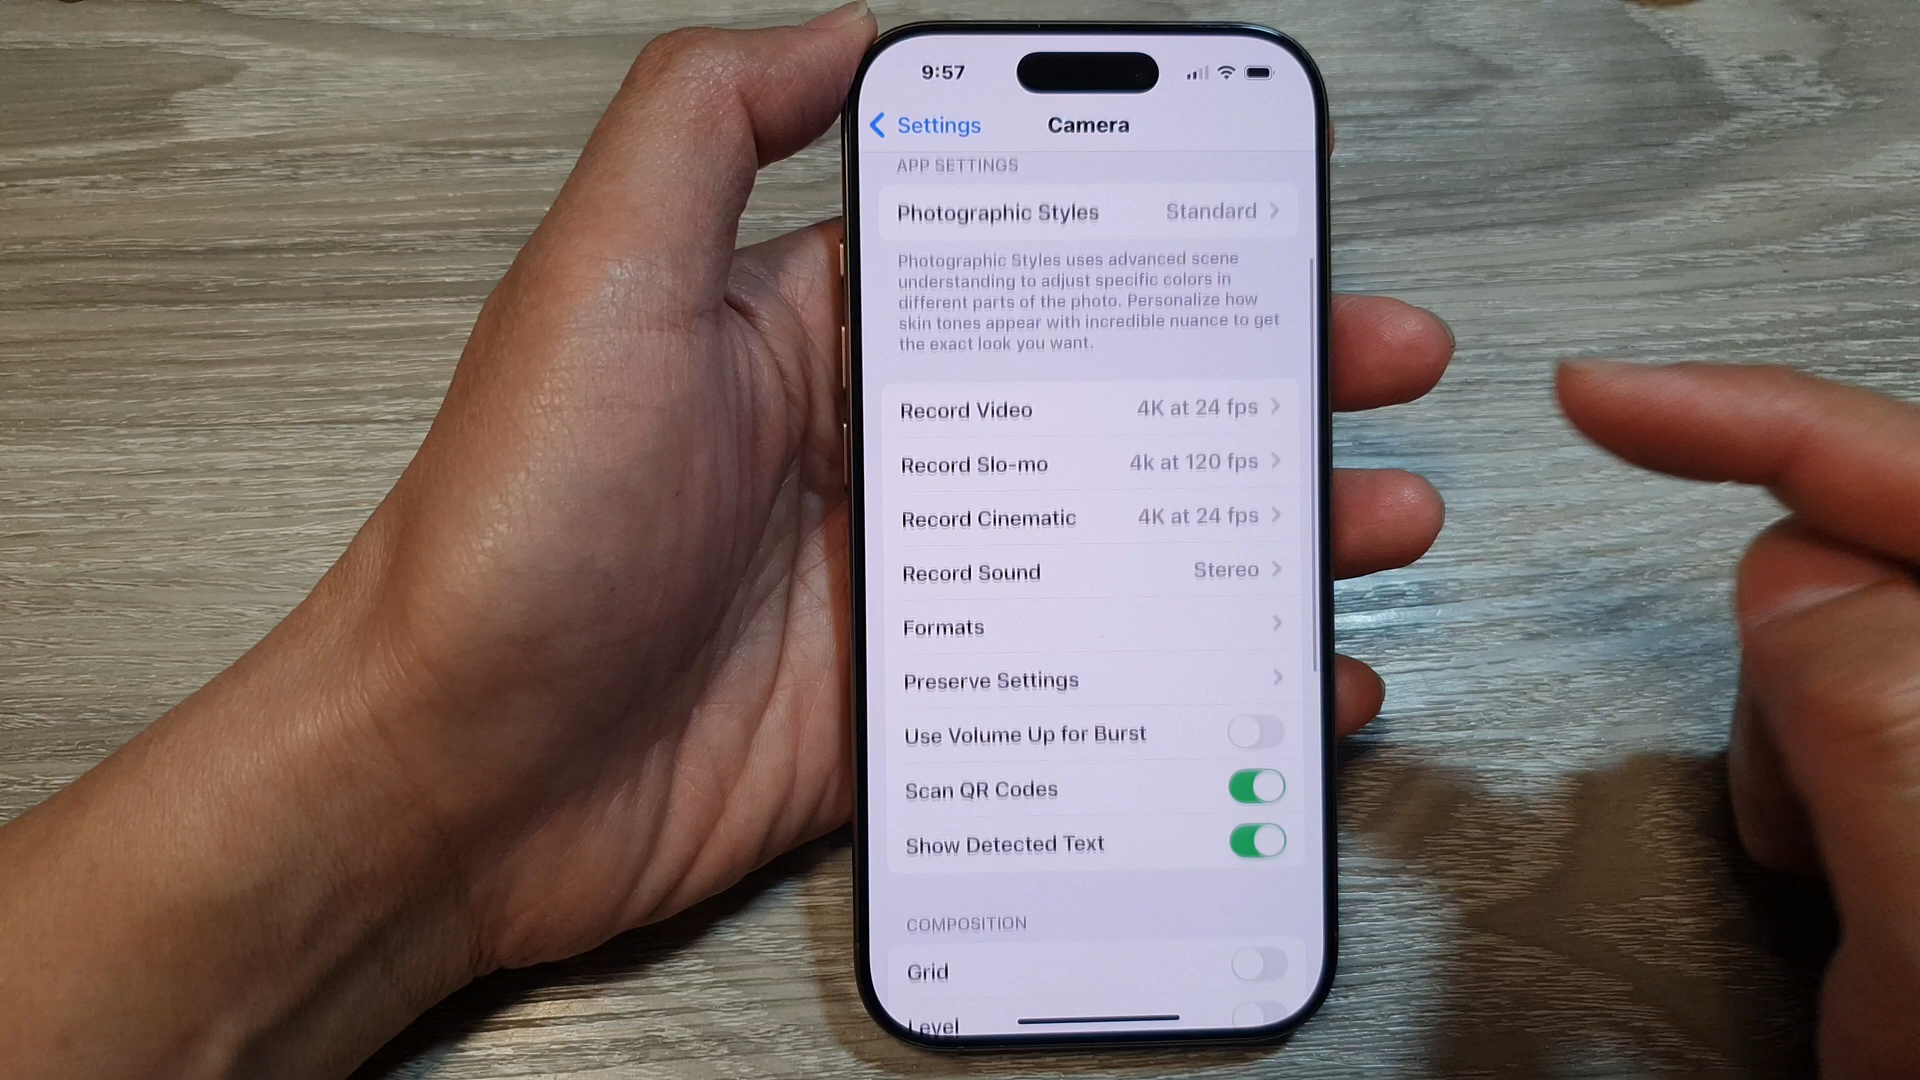 9:57
Settings
Camera
APP SETTINGS
Photographic Styles Standard
Photographic Styles uses advanced scene
understanding to adjust specific colors in
different parts of the photo. Personalize how
skin tones appear with incredible nuance to get
the exact look you want.
Record Video 4K at 24 fps
Record Slo-mo 4k at 120 fps
Record Cinematic 4K at 24 fps
Record Sound Stereo
Formats
Preserve Settings
Use Volume Up for Burst
Scan QR Codes
Show Detected Text
COMPOSITION
Grid
Level